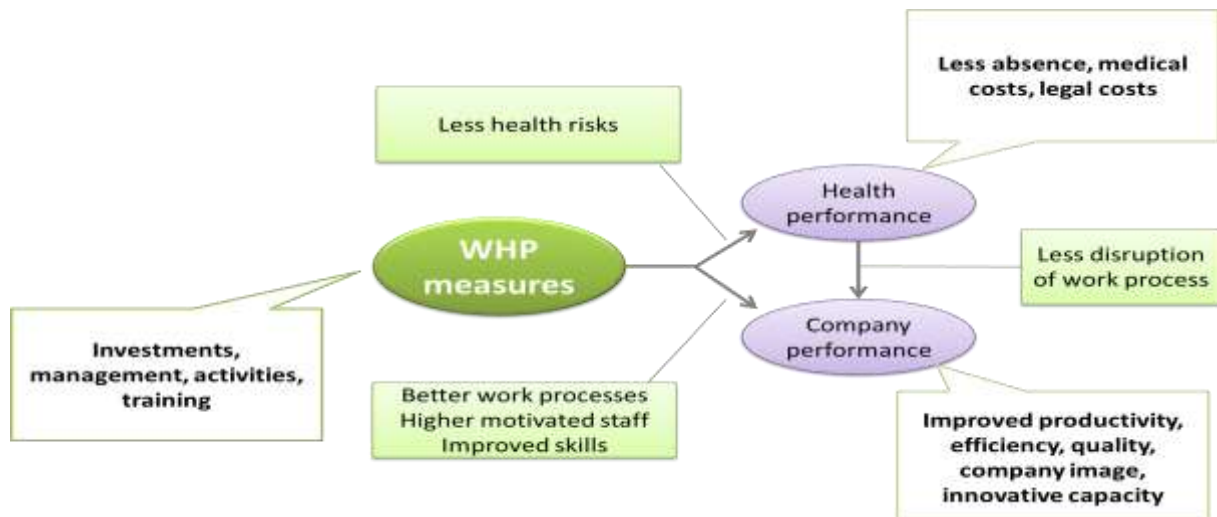 Less absence, medical
costs, legal costs
Less health risks
Health
performance
WHP
measures
Less disruption
of work process
Company
performance
Investments,
management, activities,
training
Better work processes
Higher motivated staff
Improved skills
Improved productivity,
efficiency, quality,
company image,
innovative capacity